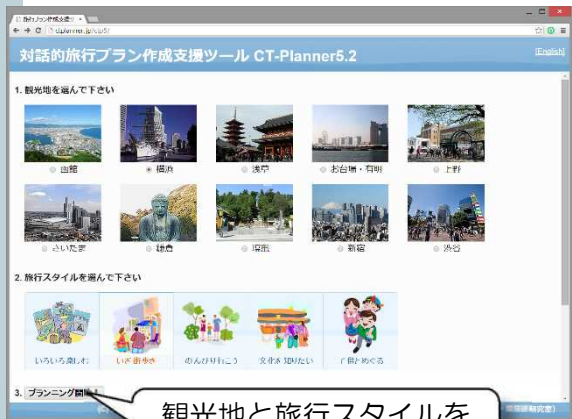 ctplanner.jp/ctp5/
対話的旅行プラン作成支援ツール CT-Planner5.2
[English]
1. 観光地を選んで下さい
函館
横浜
浅草
お台場・有明
上野
さいたま
鎌倉
新宿
渋谷
2. 旅行スタイルを選んで下さい
いろいろ楽しむ
いざ街歩き
のんびり行こう
文化を知りたい
子供とめぐる
3. プランニング開始！
観光地と旅行スタイルを